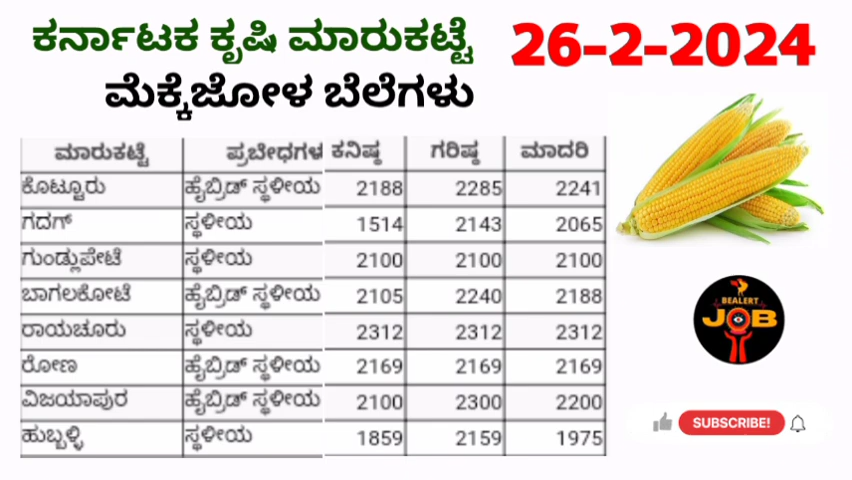 ಕರ್ನಾಟಕ ಕೃಷಿ ಮಾರುಕಟ್ಟೆ 26-2-2024
ಮೆಕ್ಕೆಜೋಳ ಬೆಲೆಗಳು
ಮಾರುಕಟ್ಟೆ ಪ್ರಬೇಧಗಳ ಕನಿಷ್ಠ ಗರಿಷ್ಠ ಮಾದರಿ
ಕೊಟ್ಟೂರು ಹೈಬ್ರಿಡ್ ಸ್ಥಳೀಯ 2188 2285 2241
ಗದಗ್ ಸ್ಥಳೀಯ 1514 2143 2065
ಗುಂಡ್ಲುಪೇಟೆ ಸ್ಥಳೀಯ 2100 2100 2100
ಬಾಗಲಕೋಟೆ ಹೈಬ್ರಿಡ್ ಸ್ಥಳೀಯ 2105 2240 2188
ರಾಯಚೂರು ಸ್ಥಳೀಯ 2312 2312 2312
ರೋಣ ಹೈಬ್ರಿಡ್ ಸ್ಥಳೀಯ 2169 2169 2169
ವಿಜಯಾಪುರ ಹೈಬ್ರಿಡ್ ಸ್ಥಳೀಯ 2100 2300 2200
ಹುಬ್ಬಳ್ಳಿ ಸ್ಥಳೀಯ 1859 2159 1975
BEALERT
JOB
SUBSCRIBE!